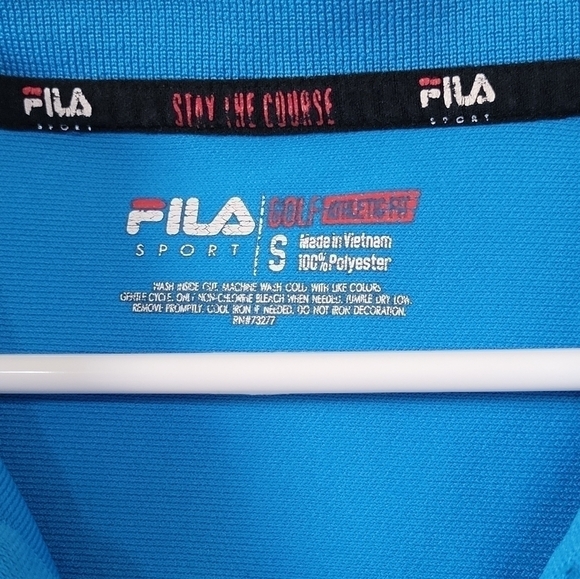 FILA SPORT
STAY THE COURSE
FILA SPORT
FILA SPORT
GOLF ATHLETIC FIT
S
Made in Vietnam
100% Polyester
WASH INSIDE OUT. MACHINE WASH COLD WITH LIKE COLORS
GENTLE CYCLE. ONLY NON-CHLORINE BLEACH WHEN NEEDED. TUMBLE DRY LOW.
REMOVE PROMPTLY. COOL IRON IF NEEDED. DO NOT IRON DECORATION.
RN#73277